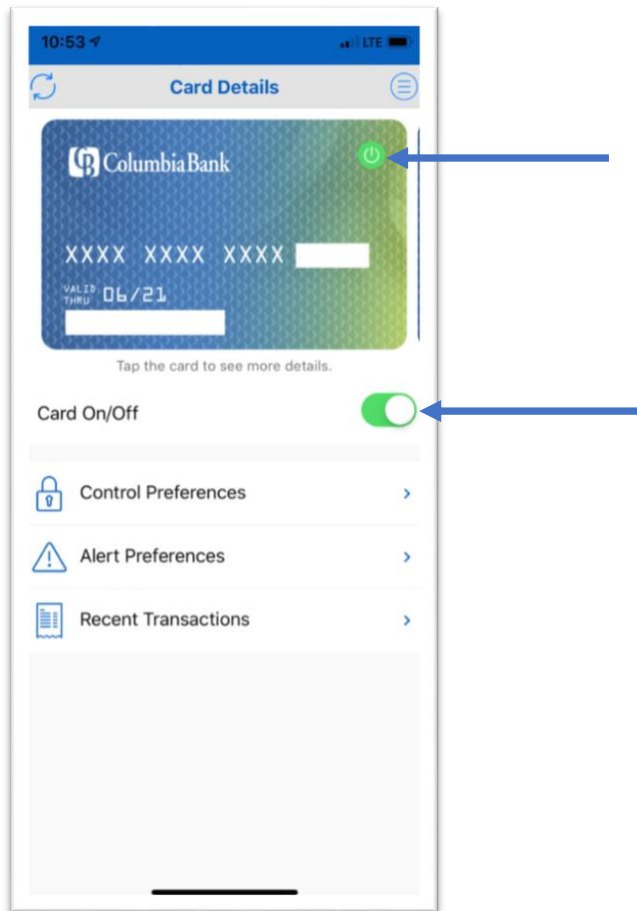 10:53
LTE
Card Details
CB Columbia Bank
XXXX XXXX XXXX
VALID THRU 06/21
Tap the card to see more details.
Card On/Off
Control Preferences
Alert Preferences
Recent Transactions